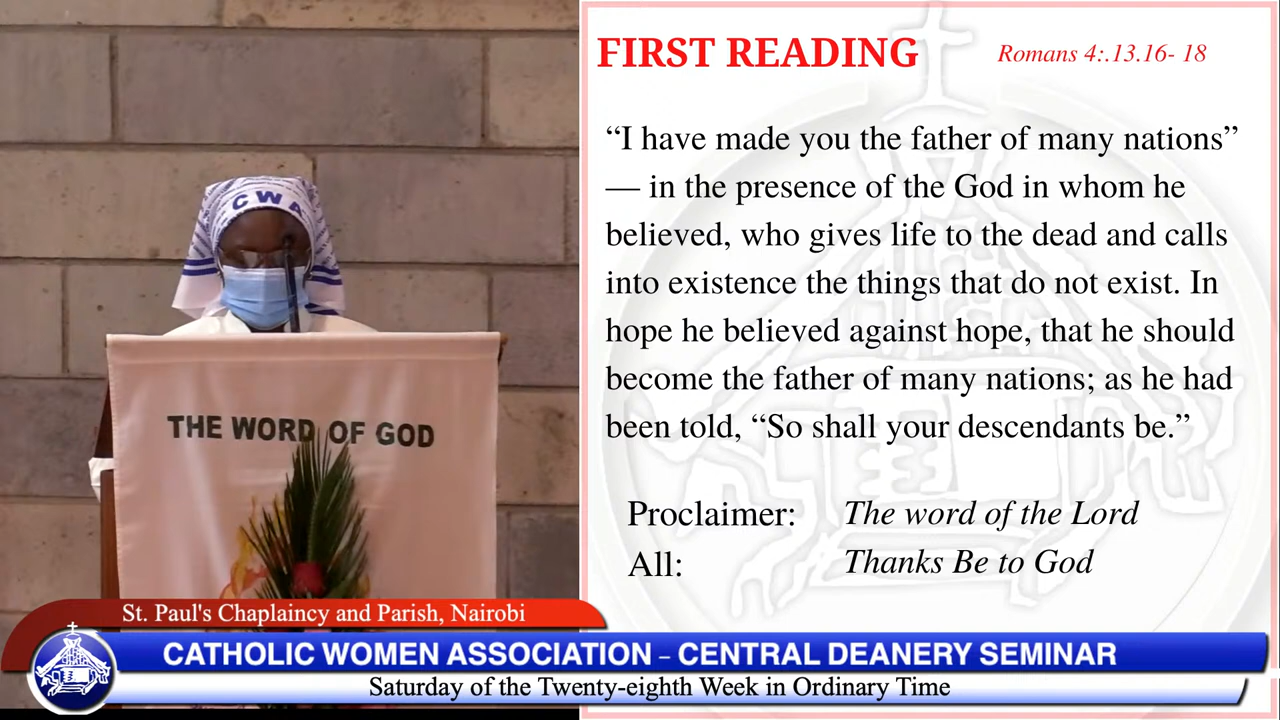 FIRST READING
Romans 4:.13.16- 18
“I have made you the father of many nations”
— in the presence of the God in whom he
believed, who gives life to the dead and calls
into existence the things that do not exist. In
hope he believed against hope, that he should
become the father of many nations; as he had
been told, “So shall your descendants be.”
Proclaimer: The word of the Lord
All: Thanks Be to God
CWA
THE WORD OF GOD
St. Paul's Chaplaincy and Parish, Nairobi
CATHOLIC WOMEN ASSOCIATION – CENTRAL DEANERY SEMINAR
Saturday of the Twenty-eighth Week in Ordinary Time